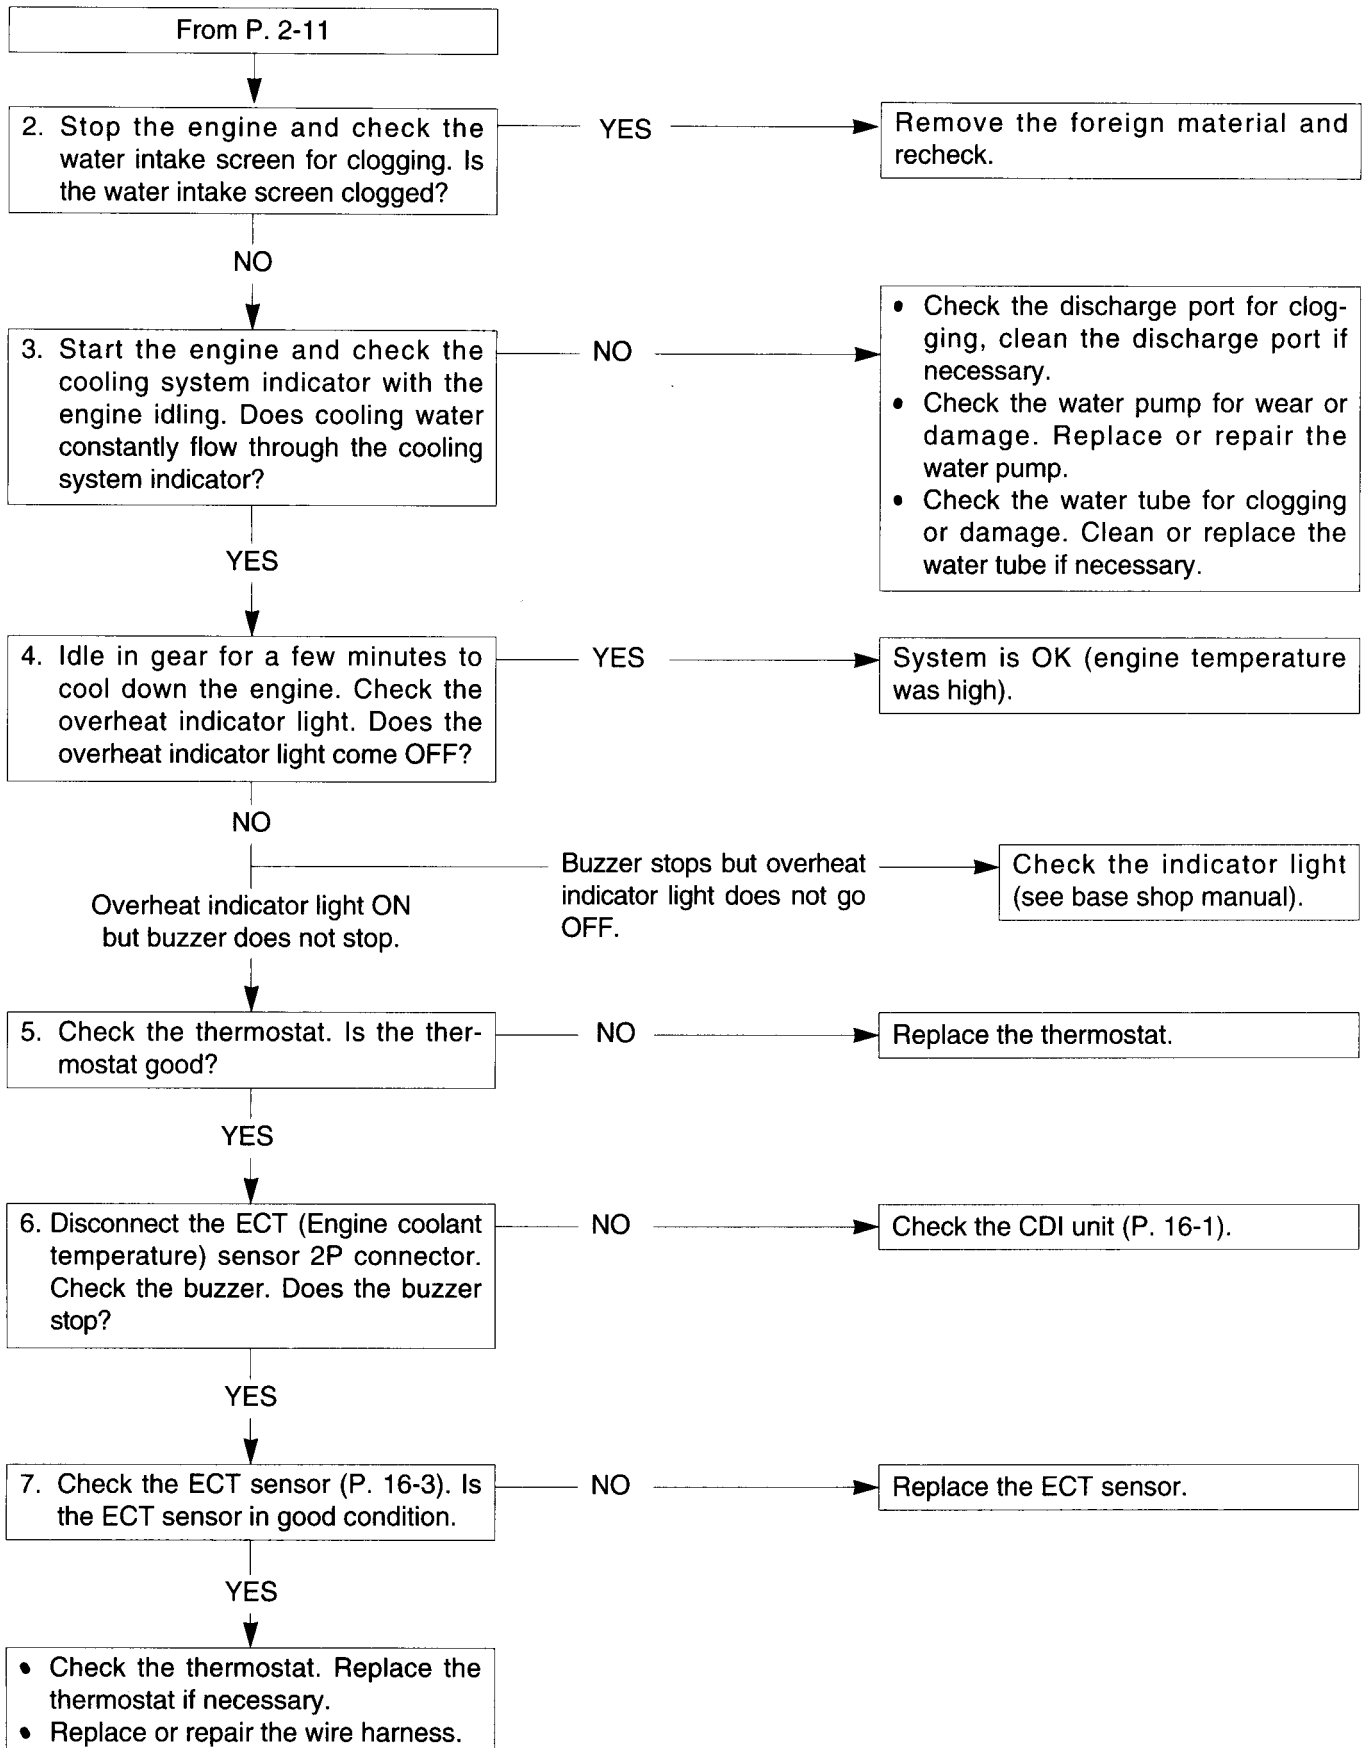 From P. 2-11
2. Stop the engine and check the
water intake screen for clogging. Is
the water intake screen clogged?
YES
Remove the foreign material and
recheck.
NO
3. Start the engine and check the
cooling system indicator with the
engine idling. Does cooling water
constantly flow through the cooling
system indicator?
NO
• Check the discharge port for clog-
ging, clean the discharge port if
necessary.
• Check the water pump for wear or
damage. Replace or repair the
water pump.
• Check the water tube for clogging
or damage. Clean or replace the
water tube if necessary.
YES
4. Idle in gear for a few minutes to
cool down the engine. Check the
overheat indicator light. Does the
overheat indicator light come OFF?
YES
System is OK (engine temperature
was high).
NO
Buzzer stops but overheat
indicator light does not go
OFF.
Check the indicator light
(see base shop manual).
Overheat indicator light ON
but buzzer does not stop.
5. Check the thermostat. Is the ther-
mostat good?
NO
Replace the thermostat.
YES
6. Disconnect the ECT (Engine coolant
temperature) sensor 2P connector.
Check the buzzer. Does the buzzer
stop?
NO
Check the CDI unit (P. 16-1).
YES
7. Check the ECT sensor (P. 16-3). Is
the ECT sensor in good condition.
NO
Replace the ECT sensor.
YES
• Check the thermostat. Replace the
thermostat if necessary.
• Replace or repair the wire harness.